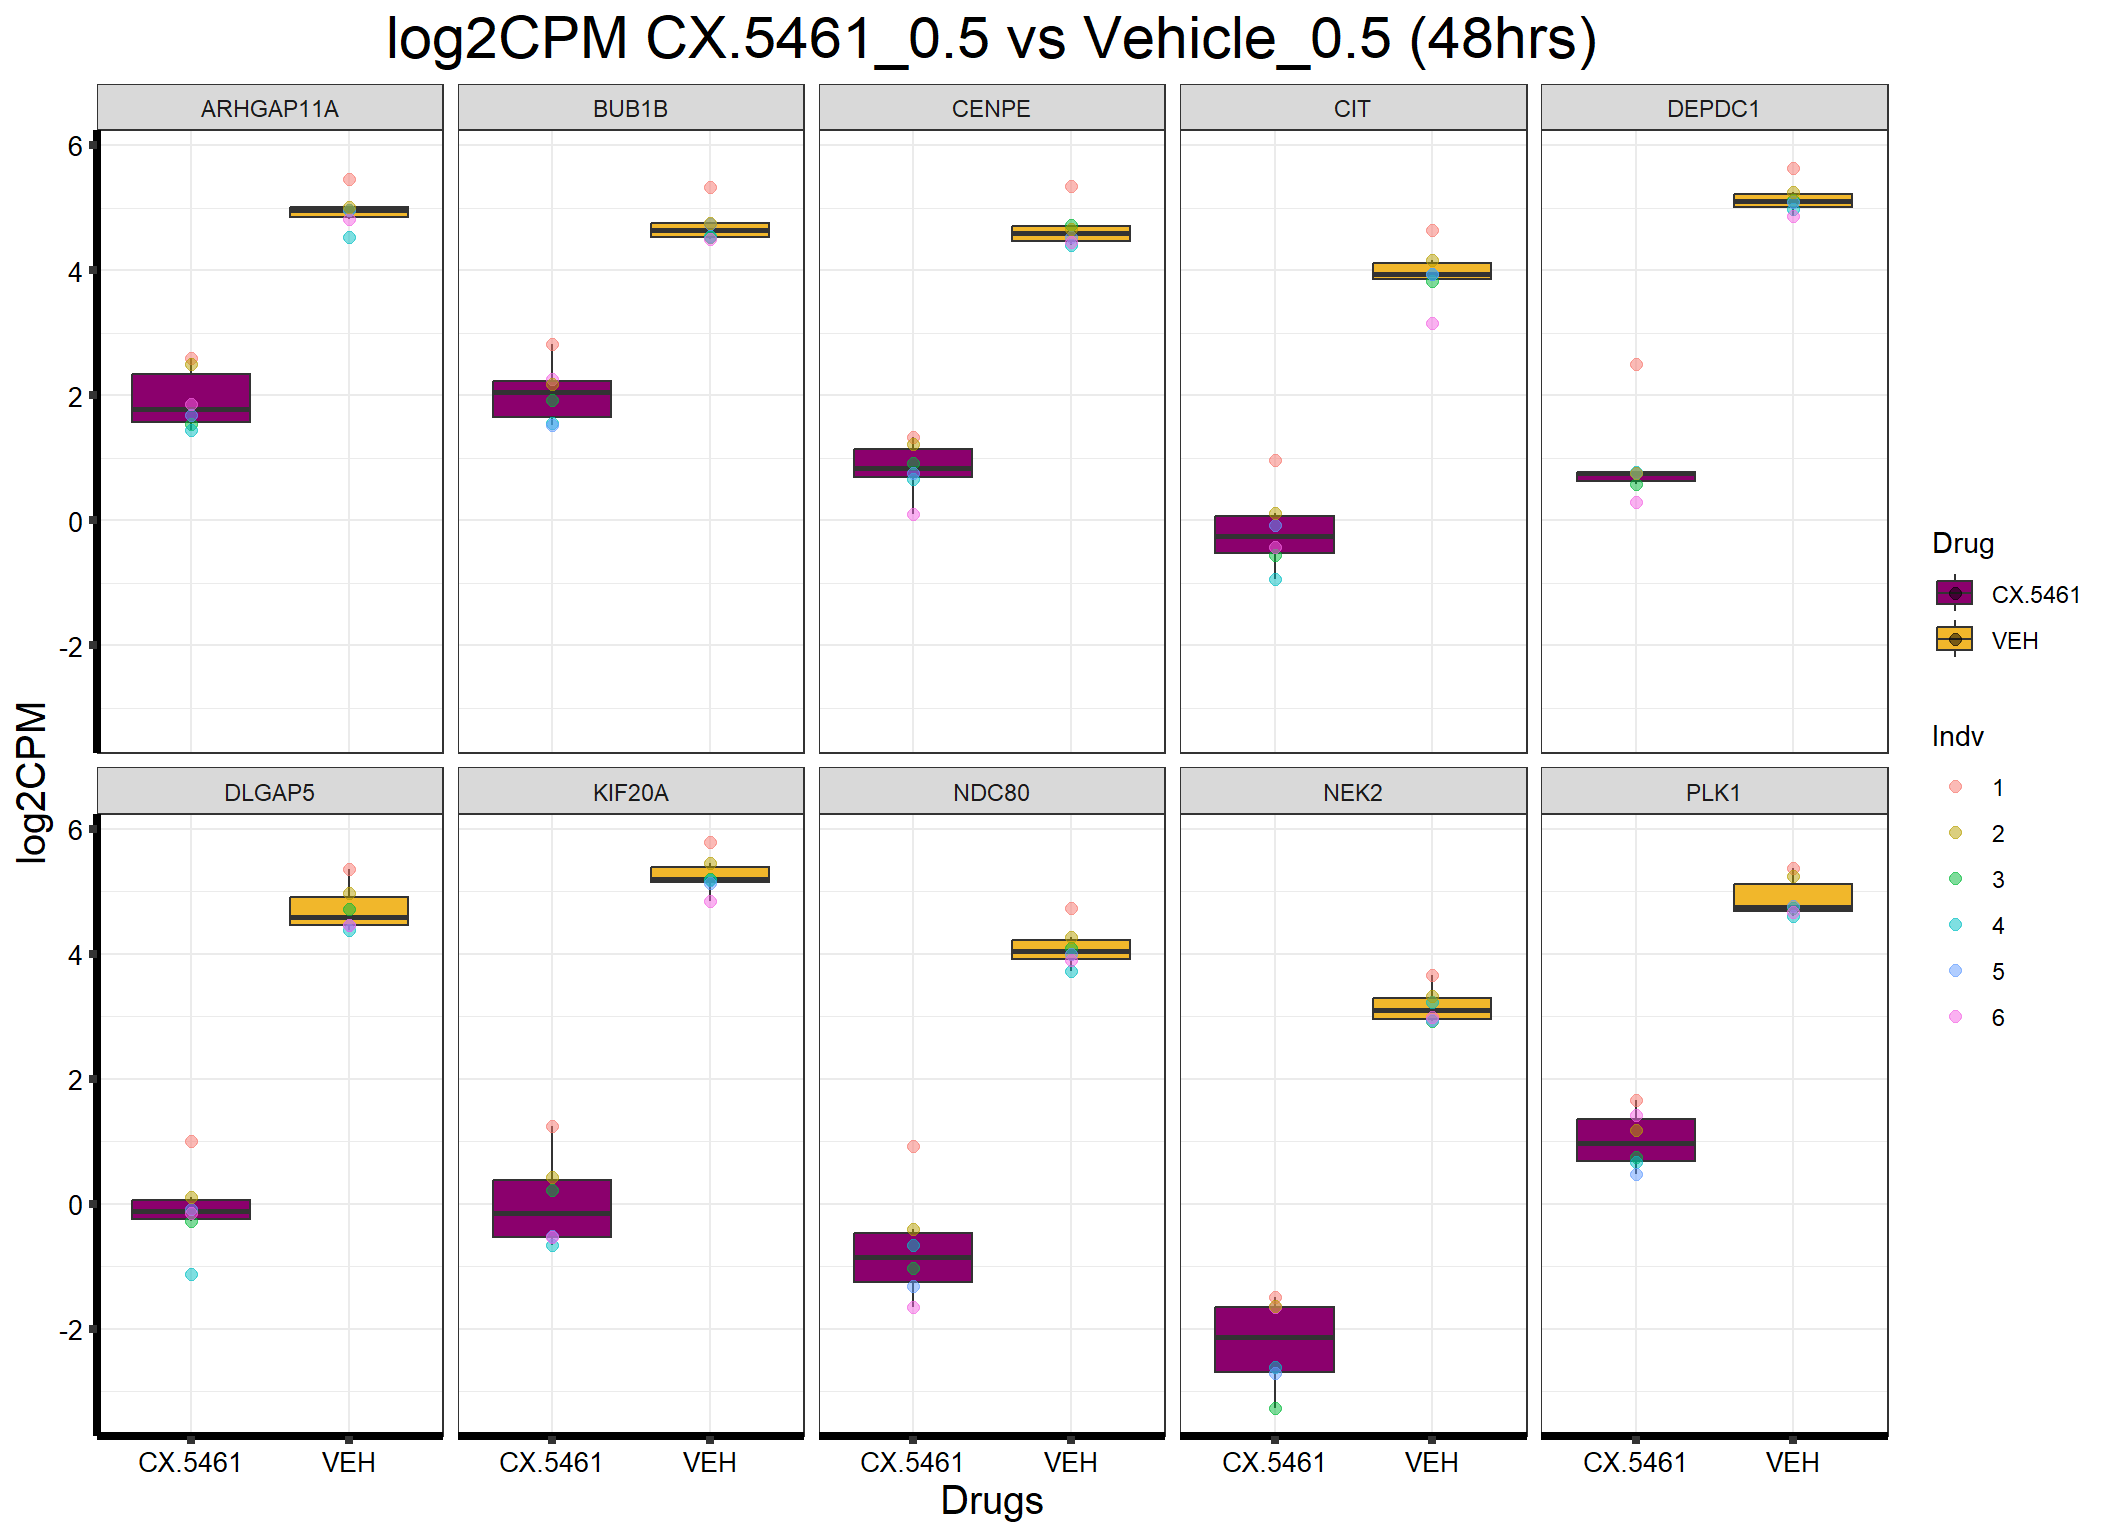 log2CPM CX.5461_0.5 vs Vehicle_0.5 (48hrs)
ARHGAP11A BUB1B CENPE CIT DEPDC1
6
4
2
0
-2
DLGAP5 KIF20A NDC80 NEK2 PLK1
6
4
2
0
-2
log2CPM
CX.5461 VEH CX.5461 VEH CX.5461 VEH CX.5461 VEH CX.5461 VEH
Drugs
Drug
CX.5461
VEH
Indv
1
2
3
4
5
6